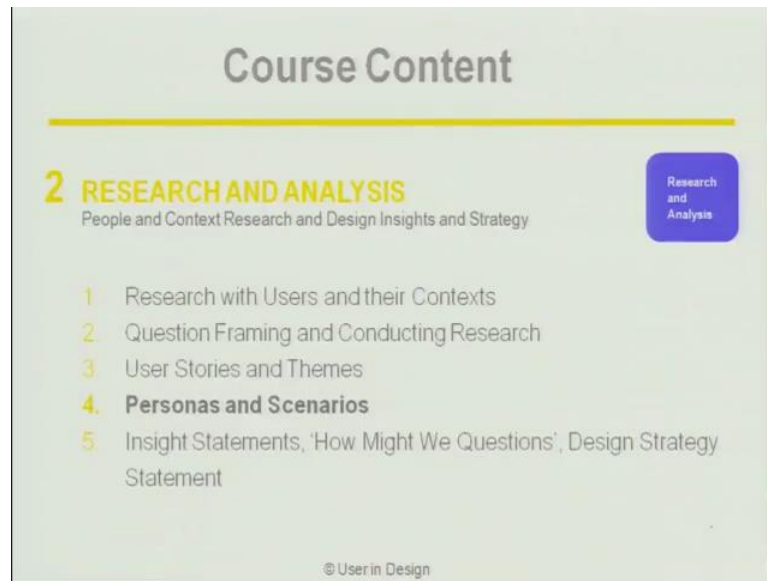 Course Content
2 RESEARCH AND ANALYSIS
People and Context Research and Design Insights and Strategy
Research
and
Analysis
1. Research with Users and their Contexts
2. Question Framing and Conducting Research
3. User Stories and Themes
4. Personas and Scenarios
5. Insight Statements, ‘How Might We Questions’, Design Strategy
Statement
© User in Design